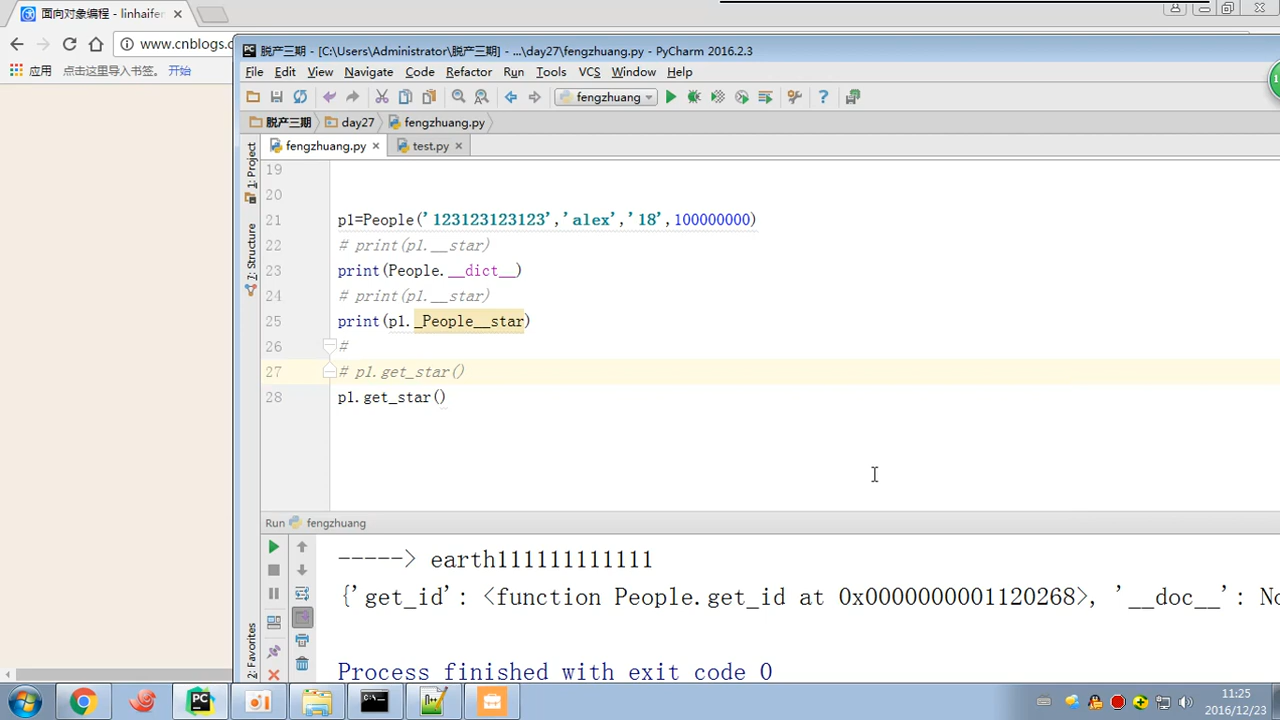 面向对象编程 - linhaifen
www.cnblogs.c
应用 点击这里导入书签。 开始
脱产三期 - [C:\Users\Administrator\脱产三期] - ...\day27\fengzhuang.py - PyCharm 2016.2.3
File Edit View Navigate Code Refactor Run Tools VCS Window Help
fengzhuang
脱产三期 day27 fengzhuang.py
fengzhuang.py test.py
1: Project
7: Structure
2: Favorites
19
20
21 p1=People('123123123123','alex','18',100000000)
22 # print(p1.__star)
23 print(People.__dict__)
24 # print(p1.__star)
25 print(p1._People__star)
26 #
27 # p1.get_star()
28 p1.get_star()
Run fengzhuang
-----> earth111111111111
{'get_id': <function People.get_id at 0x0000000001120268>, '__doc__': No
Process finished with exit code 0
11:25
2016/12/23